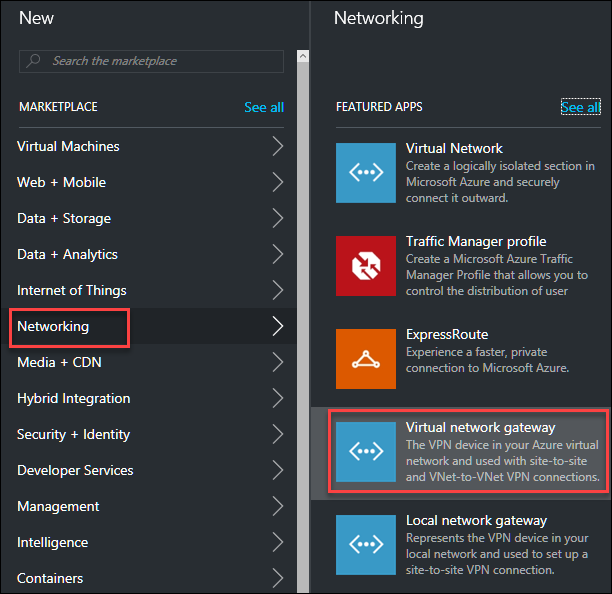 New
Search the marketplace
MARKETPLACE See all
Virtual Machines
Web + Mobile
Data + Storage
Data + Analytics
Internet of Things
Networking
Media + CDN
Hybrid Integration
Security + Identity
Developer Services
Management
Intelligence
Containers
Networking
FEATURED APPS See all
Virtual Network
Create a logically isolated section in
Microsoft Azure and securely
connect it outward.
Traffic Manager profile
Create a Microsoft Azure Traffic
Manager Profile that allows you to
control the distribution of user
ExpressRoute
Experience a faster, private
connection to Microsoft Azure.
Virtual network gateway
The VPN device in your Azure virtual
network and used with site-to-site
and VNet-to-VNet VPN connections.
Local network gateway
Represents the VPN device in your
local network and used to set up a
site-to-site VPN connection.